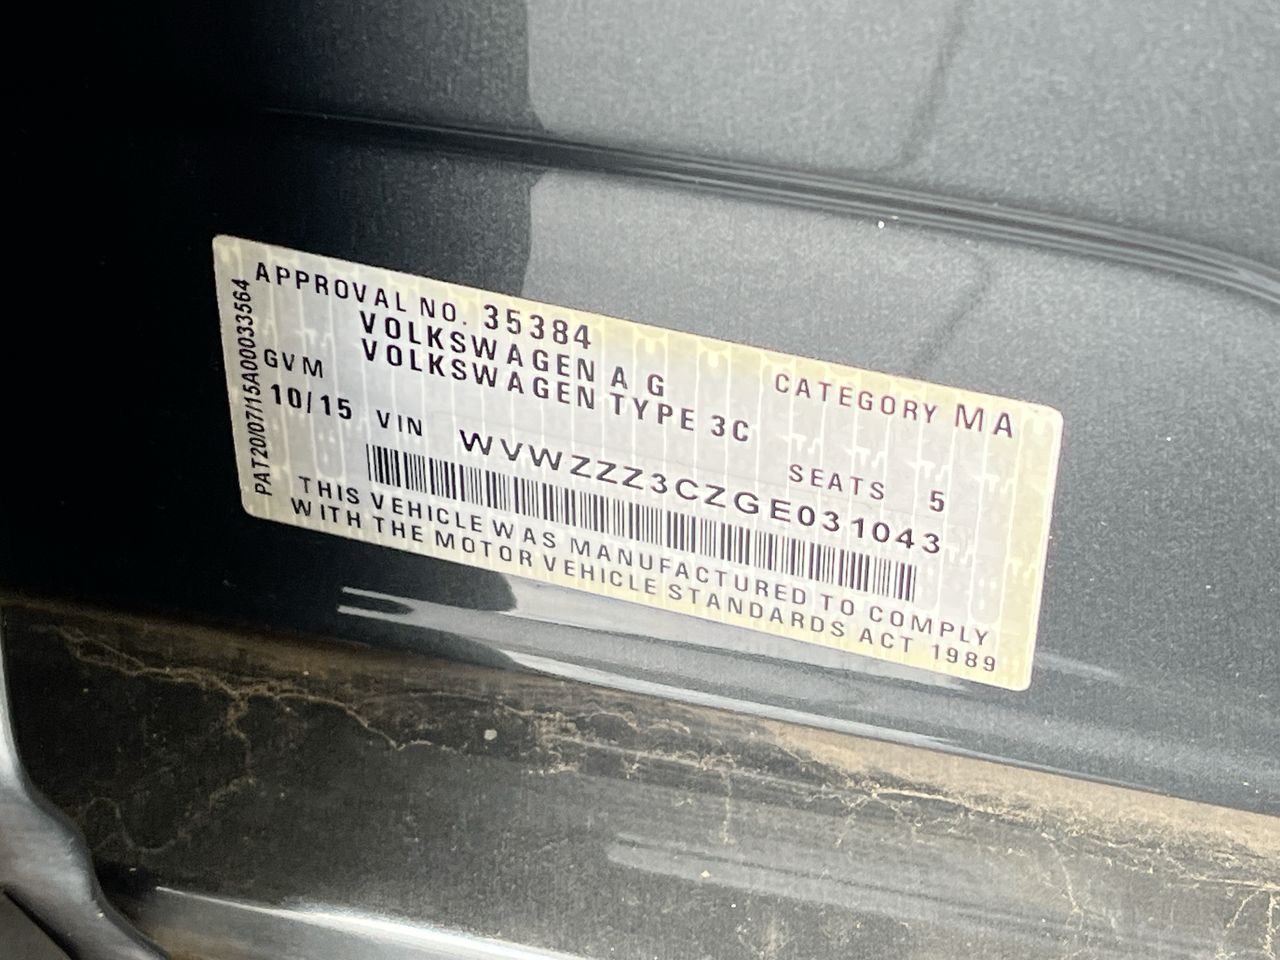 APPROVAL NO. 35384
VOLKSWAGEN A G CATEGORY MA
VOLKSWAGEN TYPE 3C
GVM SEATS 5
10/15 VIN WVWZZZ3CZGE031043
THIS VEHICLE WAS MANUFACTURED TO COMPLY
WITH THE MOTOR VEHICLE STANDARDS ACT 1989
PAT20/07/15A00033564